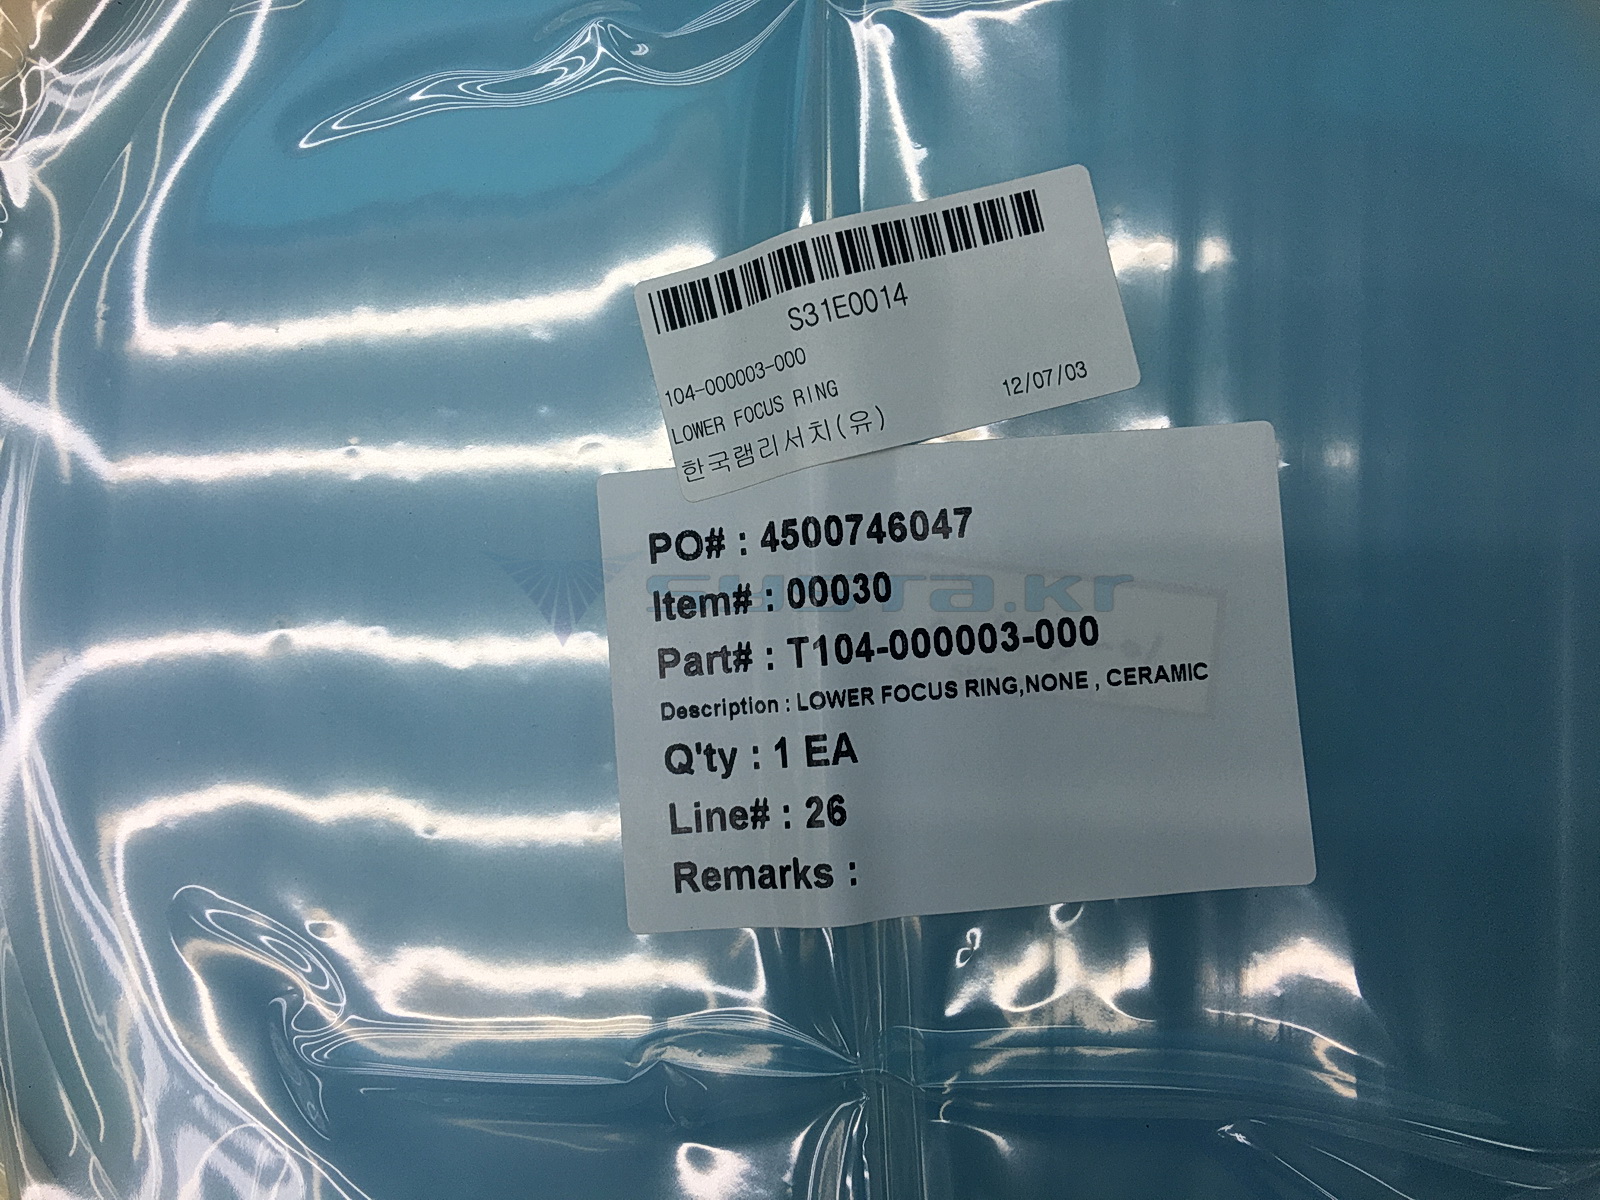 S31E0014
104-000003-000
LOWER FOCUS RING 12/07/03
한국램리서치(유)
PO# : 4500746047
Item# : 00030
Part# : T104-000003-000
Description : LOWER FOCUS RING,NONE , CERAMIC
Q'ty : 1 EA
Line# : 26
Remarks :